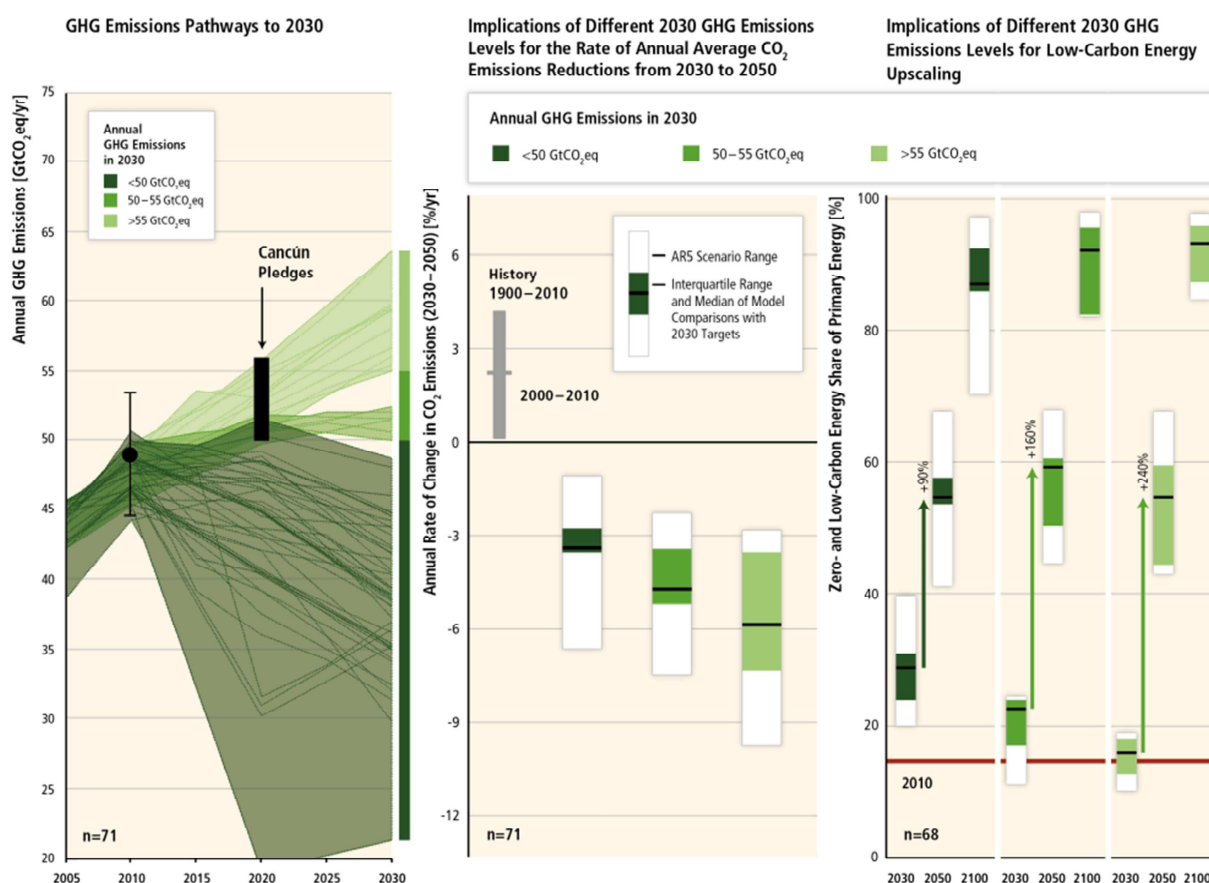 GHG Emissions Pathways to 2030
Annual GHG Emissions [GtCO₂eq/yr]
75
70
65
60
55
50
45
40
35
30
25
20
Annual
GHG Emissions
in 2030
<50 GtCO₂eq
50–55 GtCO₂eq
>55 GtCO₂eq
Cancún
Pledges
n=71
2005 2010 2015 2020 2025 2030
Implications of Different 2030 GHG Emissions
Levels for the Rate of Annual Average CO₂
Emissions Reductions from 2030 to 2050
Implications of Different 2030 GHG
Emissions Levels for Low-Carbon Energy
Upscaling
Annual GHG Emissions in 2030
<50 GtCO₂eq 50–55 GtCO₂eq >55 GtCO₂eq
Annual Rate of Change in CO₂ Emissions (2030–2050) [%/yr]
6
3
0
-3
-6
-9
-12
History
1900–2010
2000–2010
AR5 Scenario Range
Interquartile Range
and Median of Model
Comparisons with
2030 Targets
n=71
Zero- and Low-Carbon Energy Share of Primary Energy [%]
100
80
60
40
20
0
+90%
+160%
+240%
2010
n=68
2030 2050 2100 2030 2050 2100 2030 2050 2100